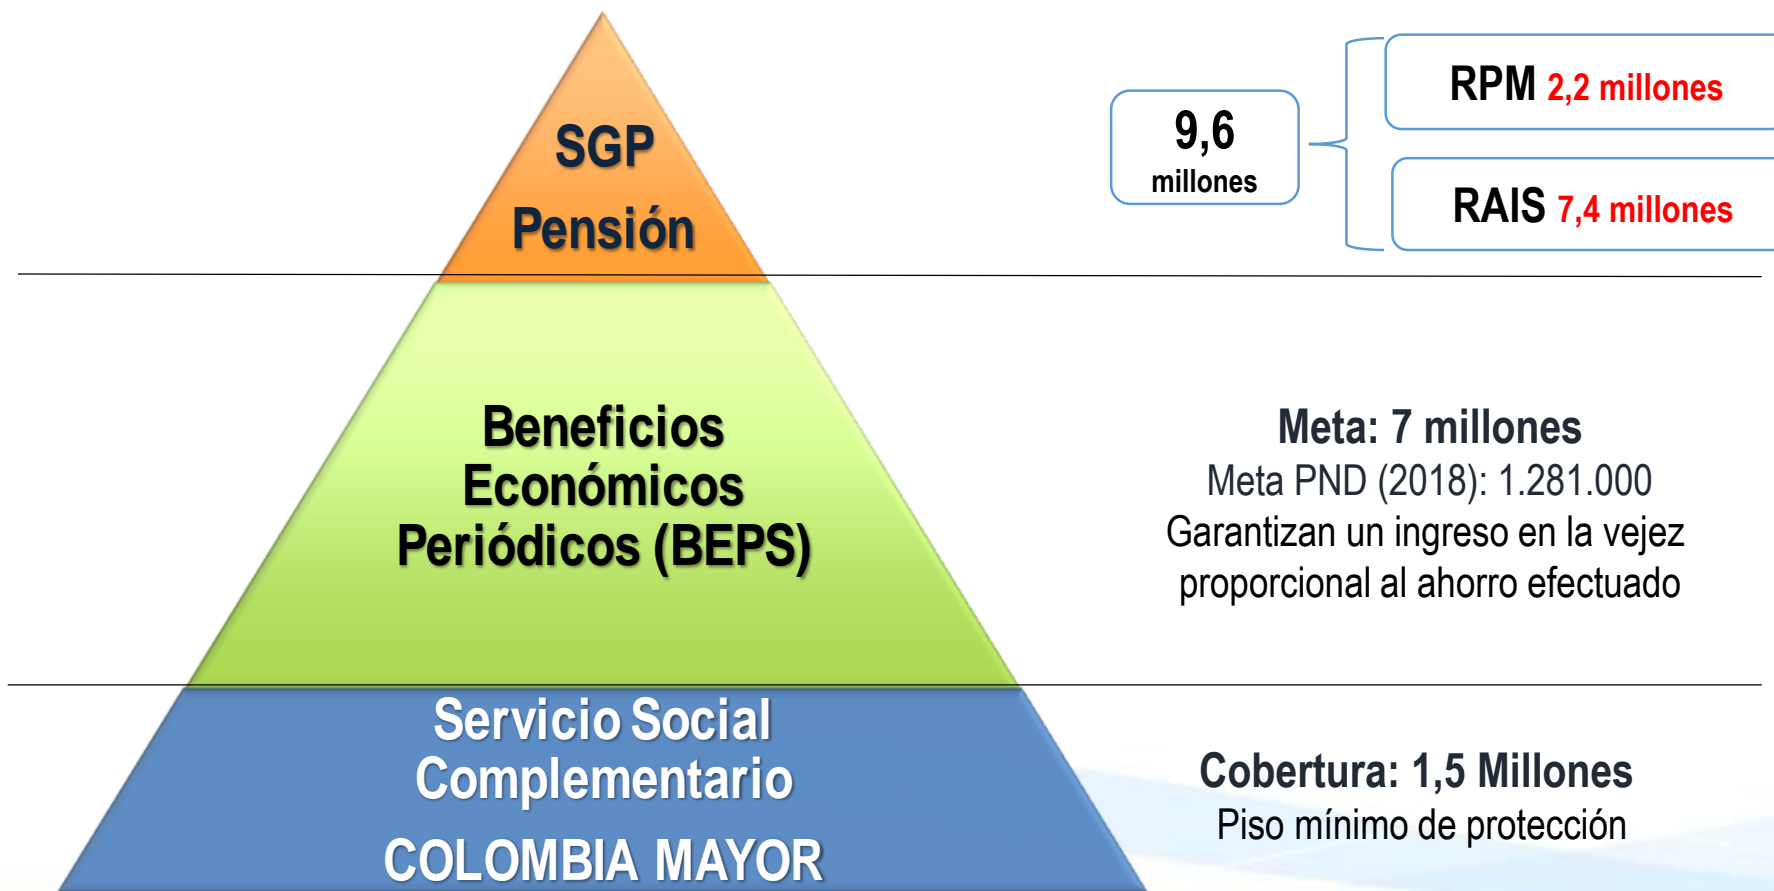 SGP
Pensión
9,6
millones
RPM 2,2 millones
RAIS 7,4 millones
Beneficios
Económicos
Periódicos (BEPS)
Meta: 7 millones
Meta PND (2018): 1.281.000
Garantizan un ingreso en la vejez
proporcional al ahorro efectuado
Servicio Social
Complementario
COLOMBIA MAYOR
Cobertura: 1,5 Millones
Piso mínimo de protección